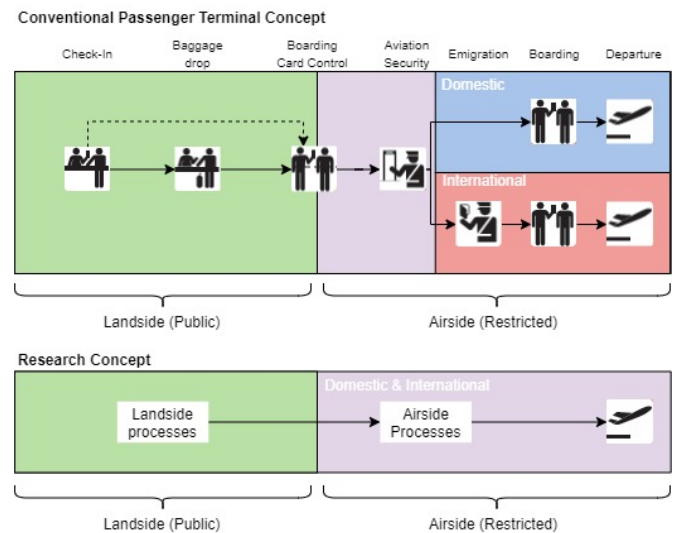 Conventional Passenger Terminal Concept
Check-In
Baggage
drop
Boarding
Card Control
Aviation
Security
Emigration
Boarding
Departure
Domestic
International
Landside (Public)
Airside (Restricted)
Research Concept
Domestic & International
Landside
processes
Airside
Processes
Landside (Public)
Airside (Restricted)